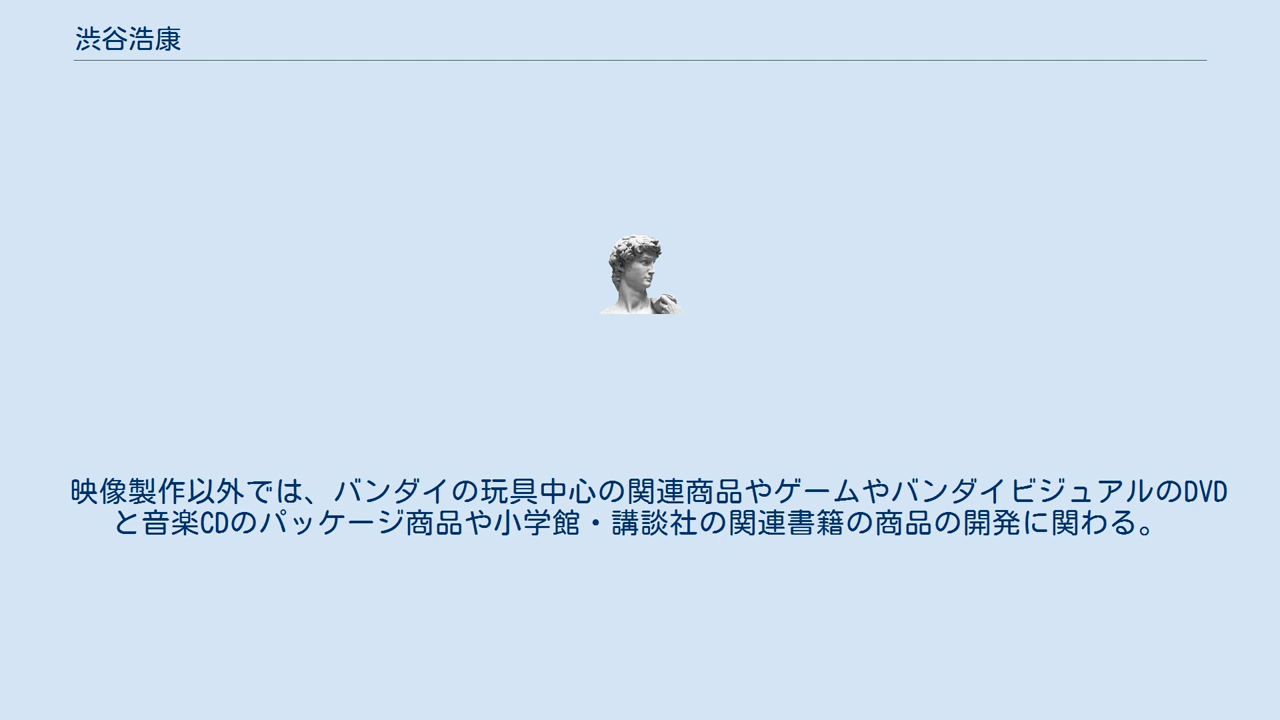 渋谷浩康
映像製作以外では、バンダイの玩具中心の関連商品やゲームやバンダイビジュアルのDVD
と音楽CDのパッケージ商品や小学館・講談社の関連書籍の商品の開発に関わる。